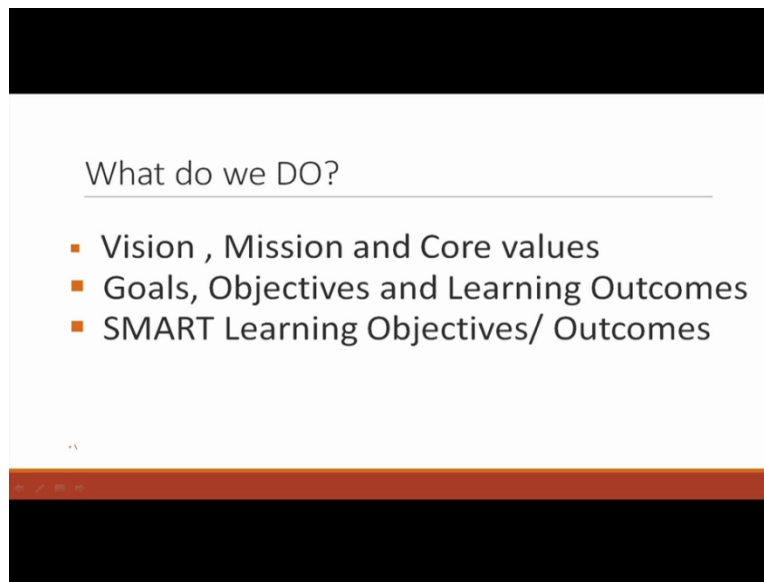 What do we DO?
Vision , Mission and Core values
Goals, Objectives and Learning Outcomes
SMART Learning Objectives/ Outcomes